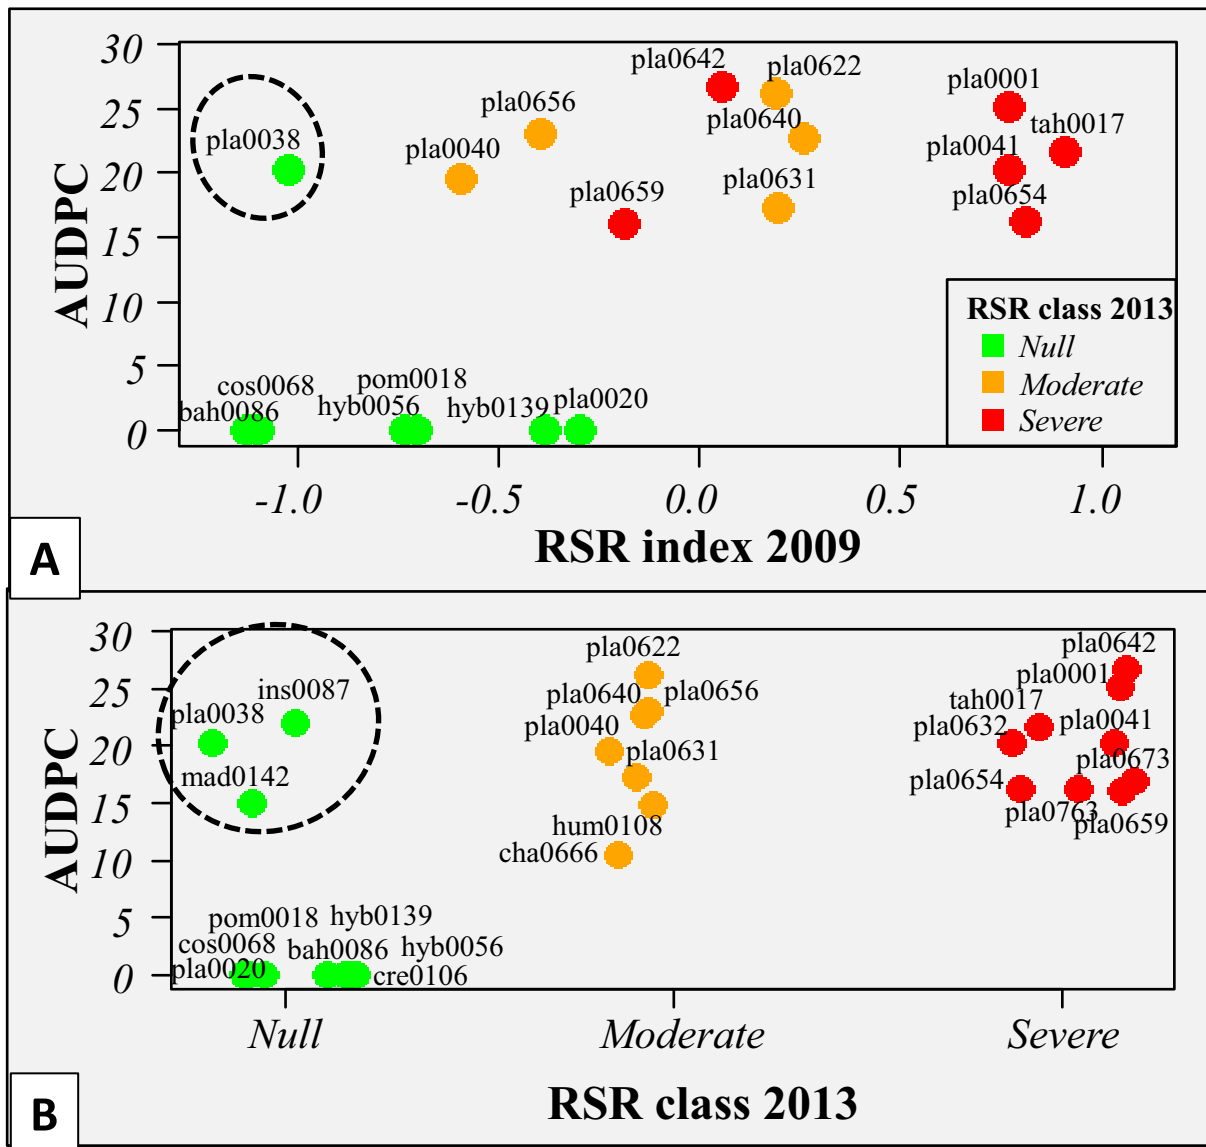 30
25
20
15
10
5
0
AUDPC
pla0642
pla0622
pla0001
pla0656
pla0640
tah0017
pla0038
pla0040
pla0041
pla0659
pla0631
pla0654
RSR class 2013
Null
Moderate
Severe
cos0068
pom0018
bah0086
hyb0056
hyb0139
pla0020
-1.0 -0.5 0.0 0.5 1.0
RSR index 2009
A
30
25
20
15
10
5
0
AUDPC
pla0622
pla0642
ins0087
pla0640
pla0656
pla0001
pla0038
pla0040
tah0017
pla0632
pla0041
mad0142
pla0631
pla0673
pla0654
pla0763
pla0659
hum0108
cha0666
pom0018
hyb0139
cos0068
bah0086
hyb0056
pla0020
cre0106
Null Moderate Severe
RSR class 2013
B